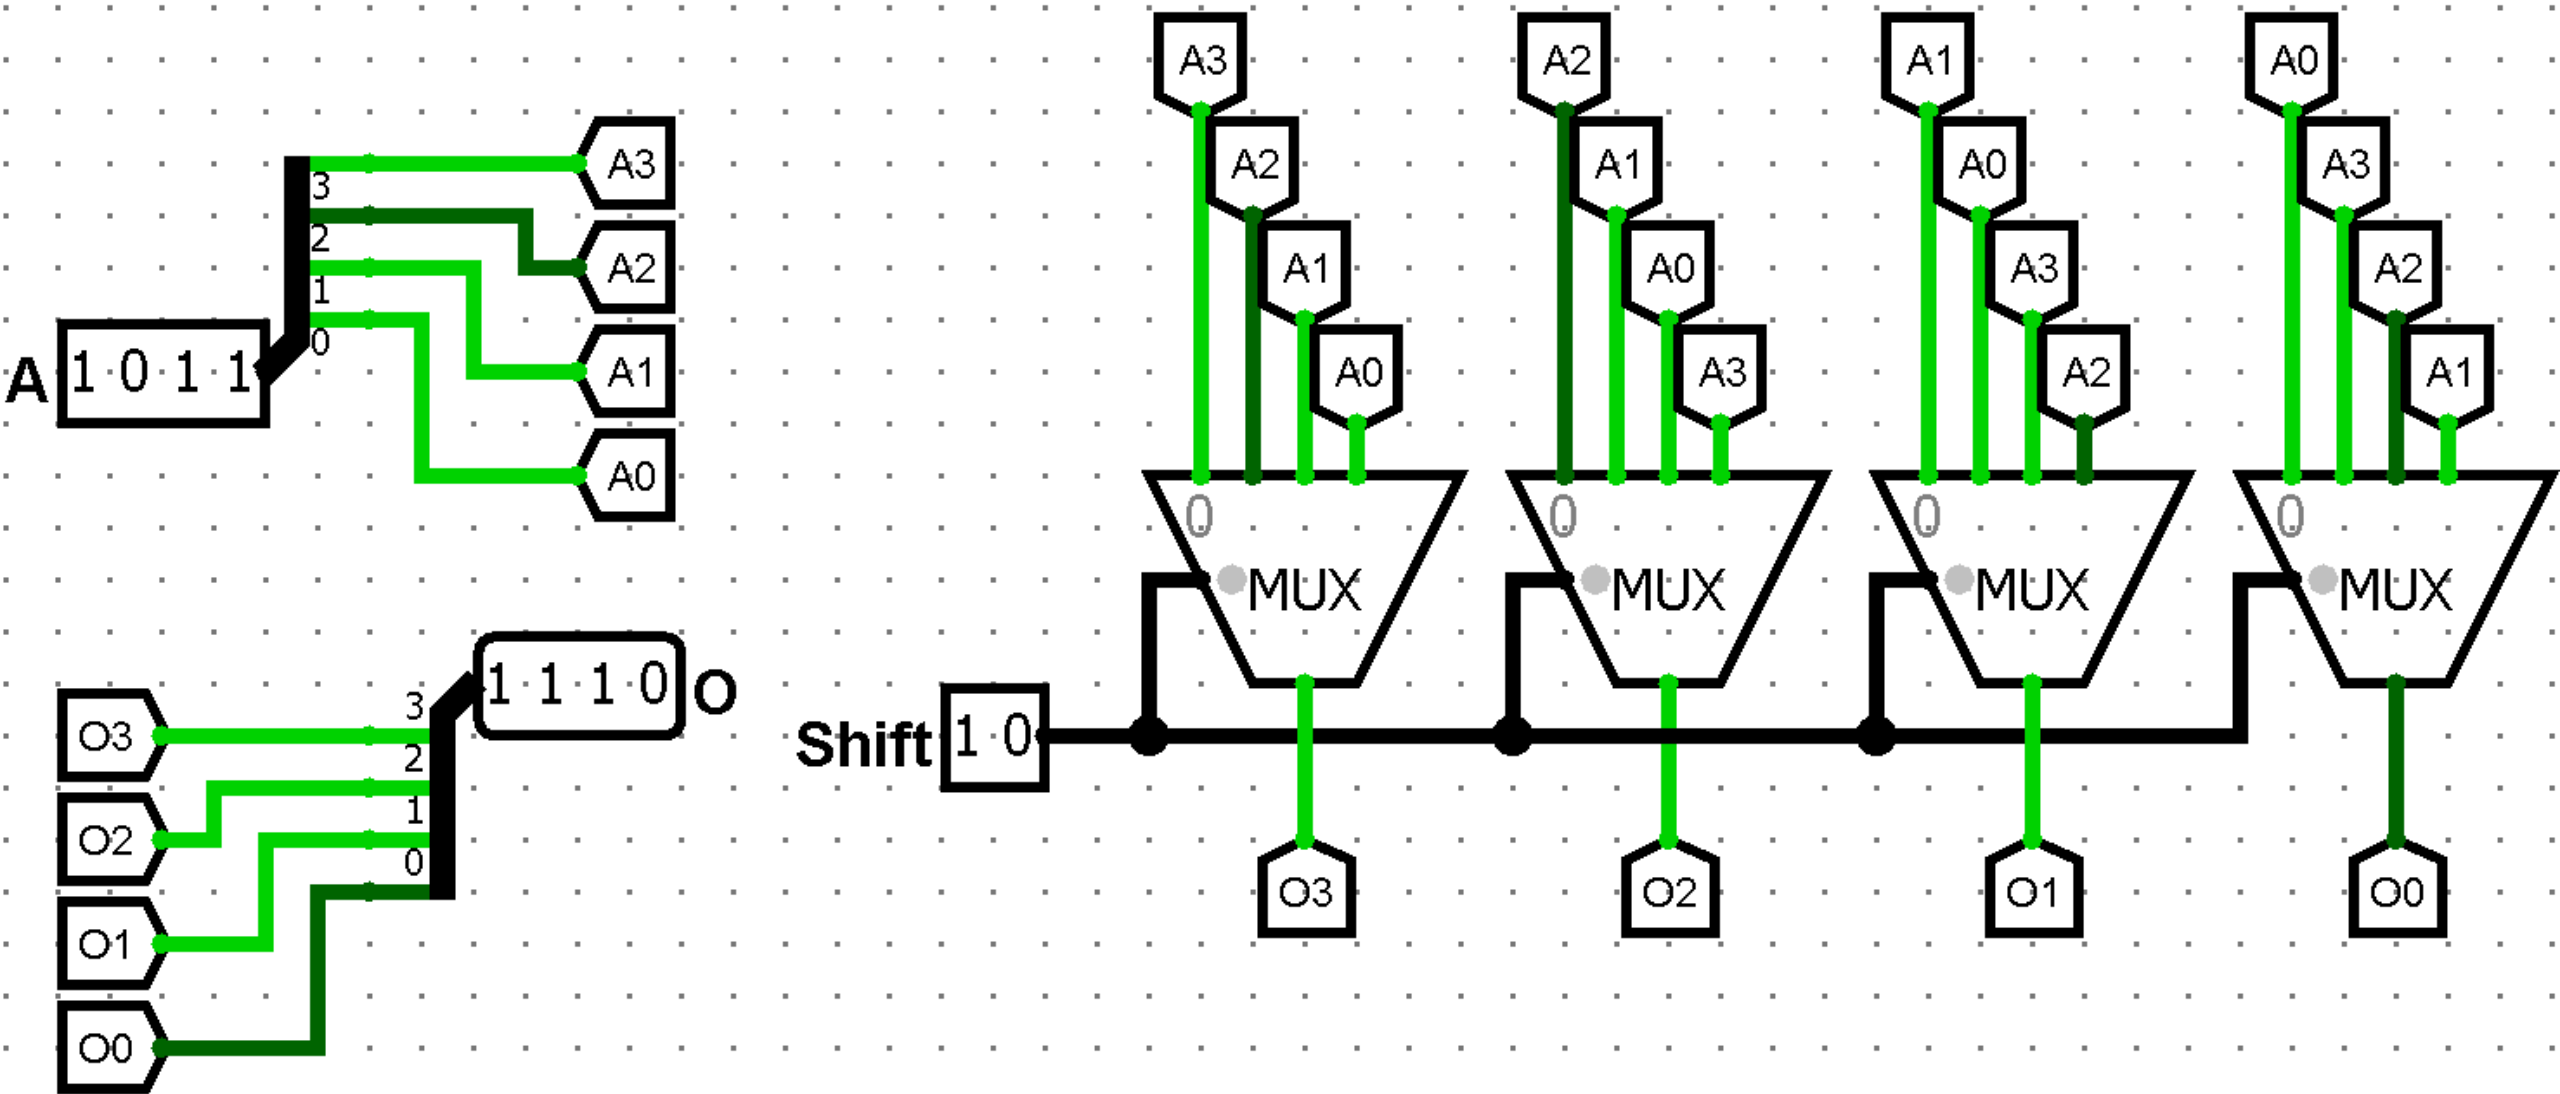 A3 A2 A1 A0
A2 A1 A0 A3
A1 A0 A3 A2
A0 A3 A2 A1
3 A3
2 A2
1 A1
0 A0
A 1 0 1 1
0 MUX
0 MUX
0 MUX
0 MUX
1 1 1 0 O
3 O3
2 O2
1 O1
0 O0
Shift 1 0
O3 O2 O1 O0